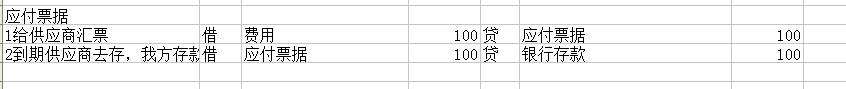 应付票据
1给供应商汇票 借 费用 100 贷 应付票据 100
2到期供应商去存，我方存款 借 应付票据 100 贷 银行存款 100